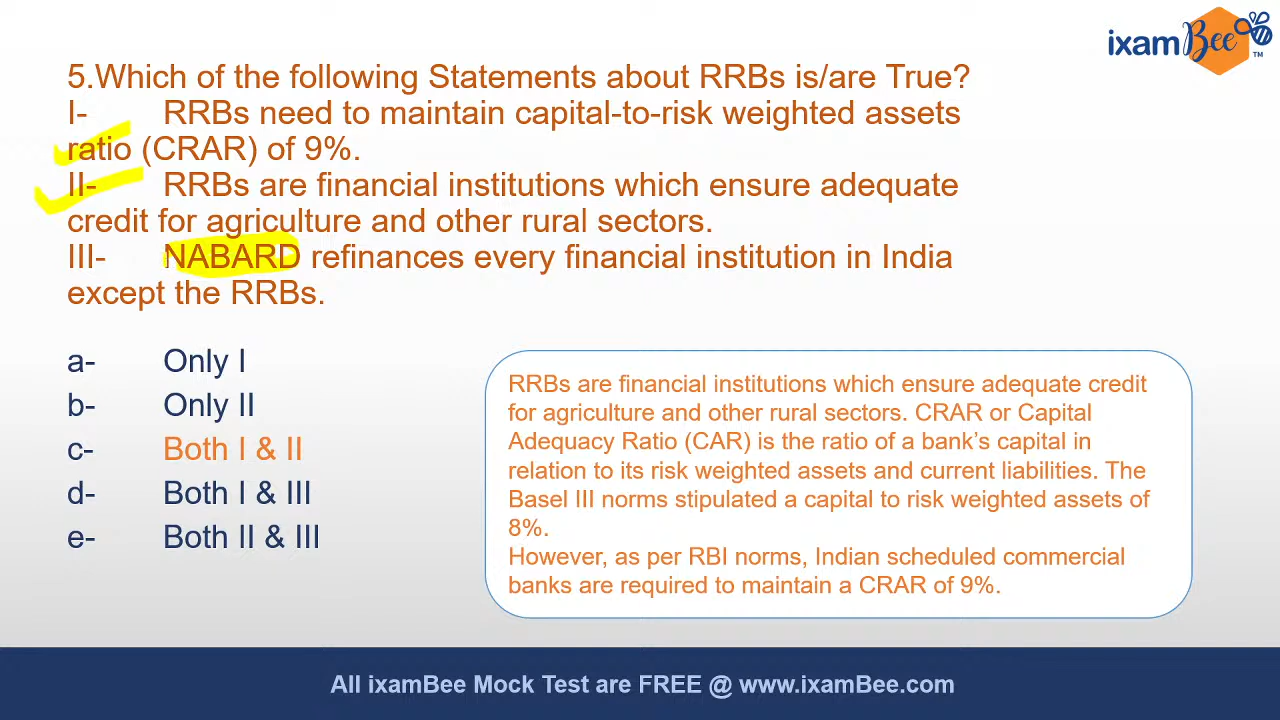 ixamBee
TM
5.Which of the following Statements about RRBs is/are True?
I- RRBs need to maintain capital-to-risk weighted assets
ratio (CRAR) of 9%.
II- RRBs are financial institutions which ensure adequate
credit for agriculture and other rural sectors.
III- NABARD refinances every financial institution in India
except the RRBs.
a- Only I
b- Only II
c- Both I & II
d- Both I & III
e- Both II & III
RRBs are financial institutions which ensure adequate credit
for agriculture and other rural sectors. CRAR or Capital
Adequacy Ratio (CAR) is the ratio of a bank's capital in
relation to its risk weighted assets and current liabilities. The
Basel III norms stipulated a capital to risk weighted assets of
8%.
However, as per RBI norms, Indian scheduled commercial
banks are required to maintain a CRAR of 9%.
All ixamBee Mock Test are FREE @ www.ixamBee.com